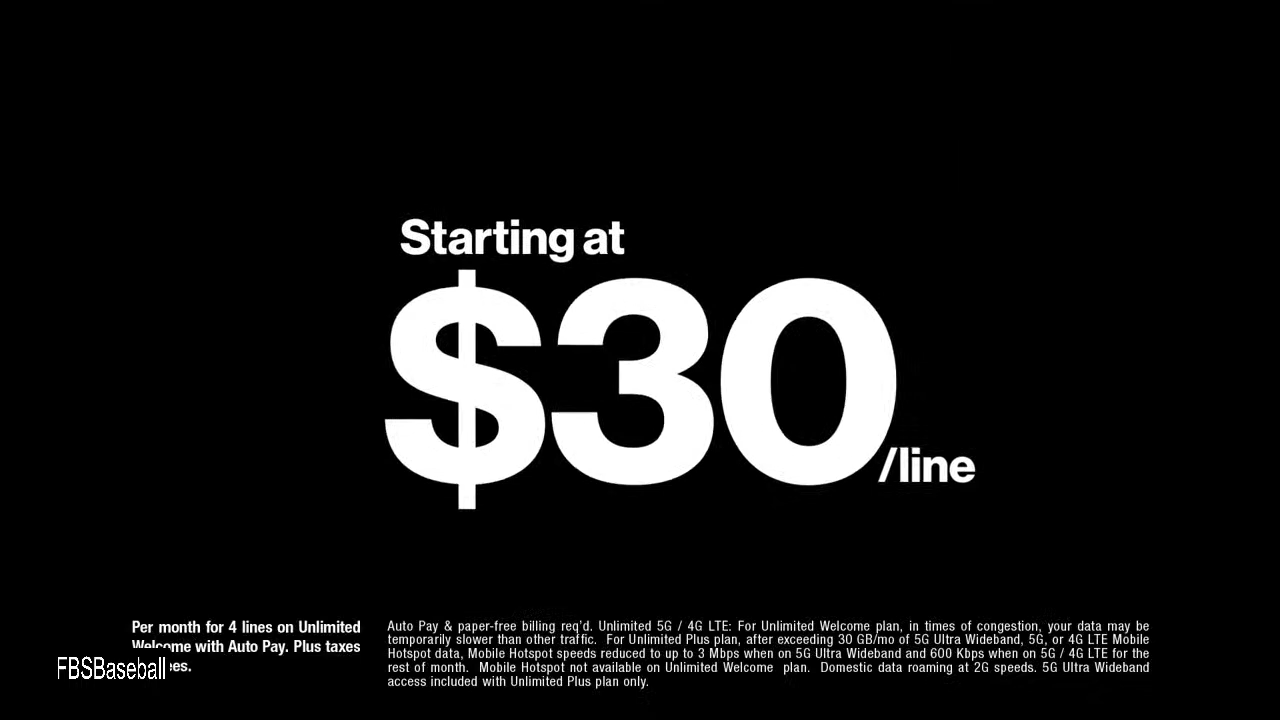 Starting at
$30
/line
Per month for 4 lines on Unlimited
Welcome with Auto Pay. Plus taxes
FBSBaseball
Auto Pay & paper-free billing req'd. Unlimited 5G / 4G LTE: For Unlimited Welcome plan, in times of congestion, your data may be
temporarily slower than other traffic. For Unlimited Plus plan, after exceeding 30 GB/mo of 5G Ultra Wideband, 5G, or 4G LTE Mobile
Hotspot data, Mobile Hotspot speeds reduced to up to 3 Mbps when on 5G Ultra Wideband and 600 Kbps when on 5G / 4G LTE for the
rest of month. Mobile Hotspot not available on Unlimited Welcome plan. Domestic data roaming at 2G speeds. 5G Ultra Wideband
access included with Unlimited Plus plan only.